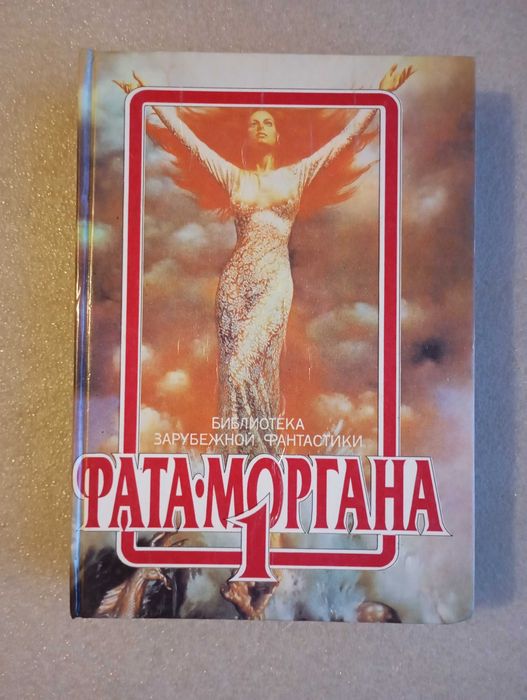 БИБЛИОТЕКА
ЗАРУБЕЖНОЙ ФАНТАСТИКИ
ФАТА·МОРГАНА
1